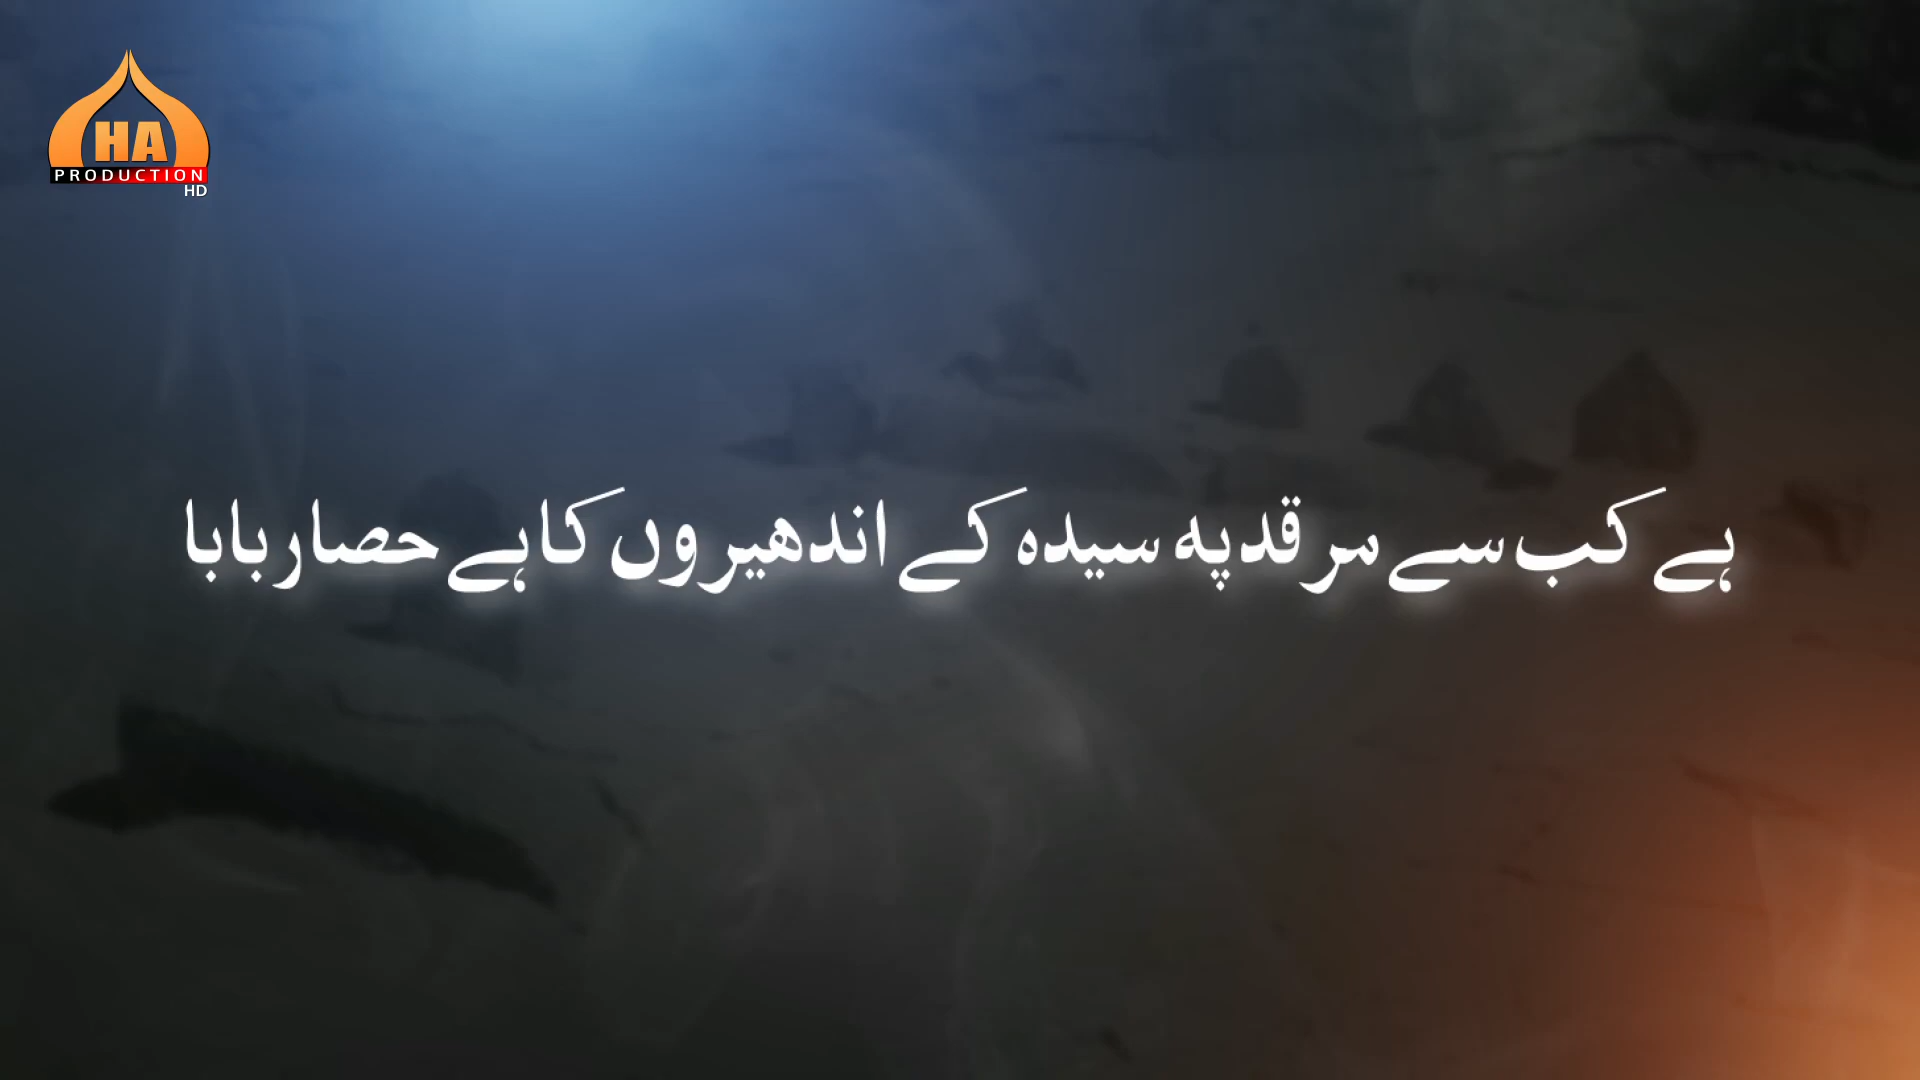 HA
PRODUCTION
HD
ہے کب سے مرقد پہ سیدہ کے اندھیروں کا ہے حصار بابا